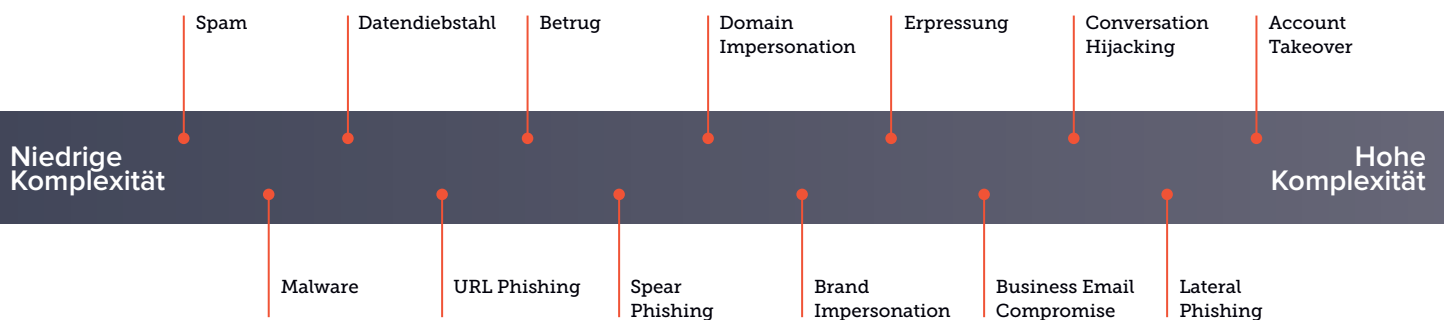 Spam
Datendiebstahl
Betrug
Domain
Impersonation
Erpressung
Conversation
Hijacking
Account
Takeover
Niedrige
Komplexität
Hohe
Komplexität
Malware
URL Phishing
Spear
Phishing
Brand
Impersonation
Business Email
Compromise
Lateral
Phishing